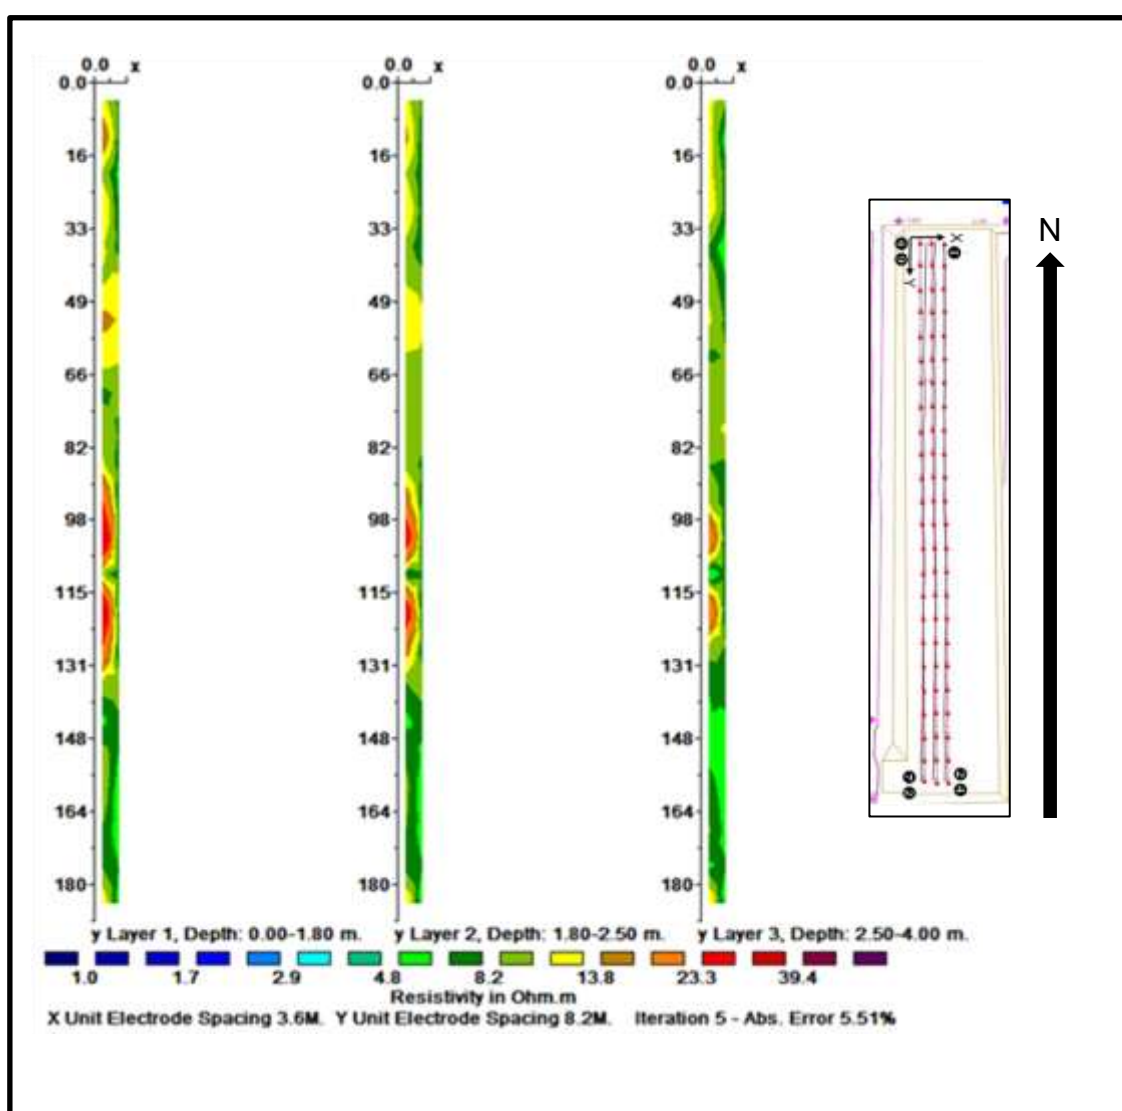 0.0 x 0.0 x 0.0 x
0.0 0.0 0.0
16 16 16
33 33 33
49 49 49
66 66 66
82 82 82
98 98 98
115 115 115
131 131 131
148 148 148
164 164 164
180 180 180
N
X
Y
y Layer 1, Depth: 0.00-1.80 m. y Layer 2, Depth: 1.80-2.50 m. y Layer 3, Depth: 2.50-4.00 m.
1.0 1.7 2.9 4.8 8.2 13.8 23.3 39.4
Resistivity in Ohm.m
X Unit Electrode Spacing 3.6M. Y Unit Electrode Spacing 8.2M. Iteration 5 - Abs. Error 5.51%